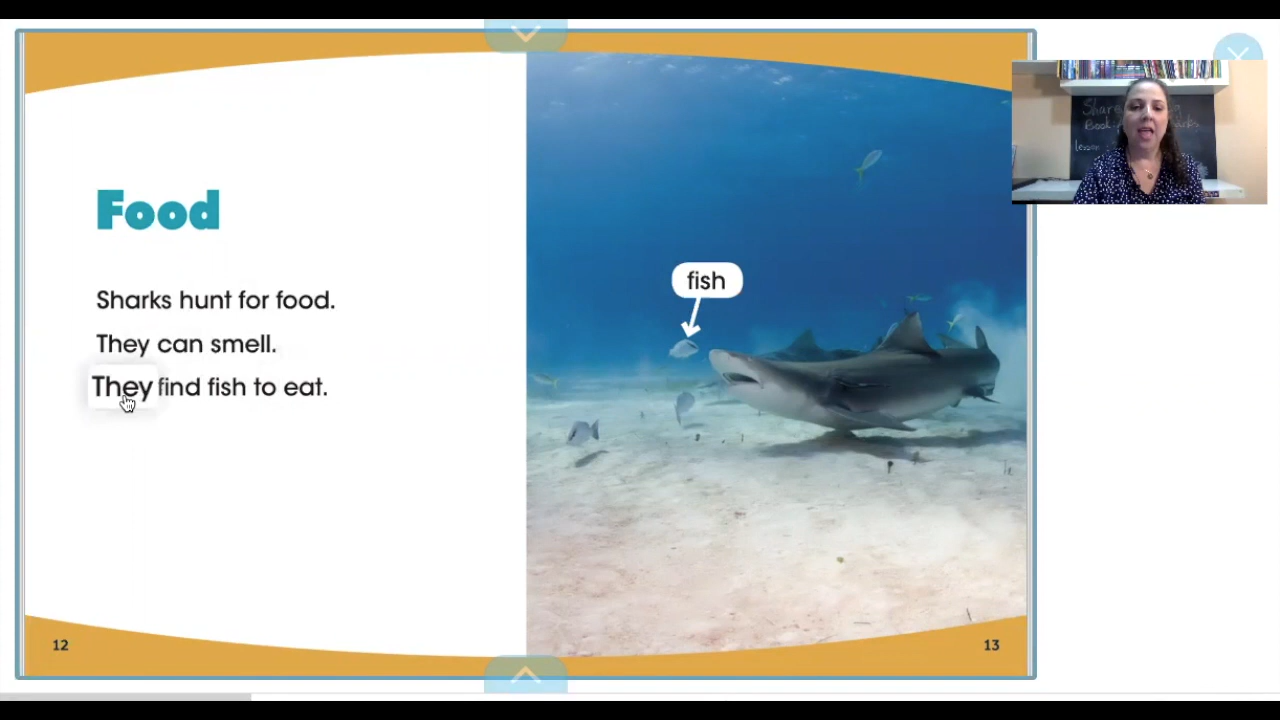 Food
Sharks hunt for food.
They can smell.
They find fish to eat.
12
fish
13